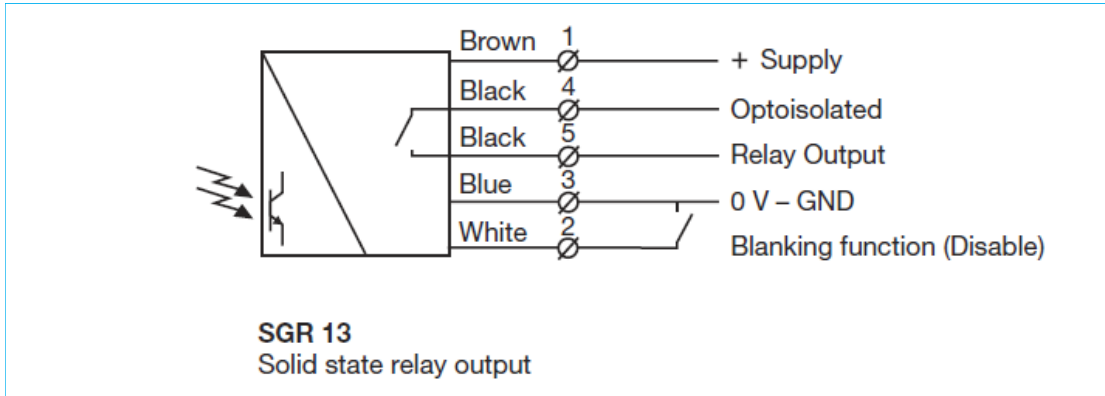 Brown 1 + Supply
Black 4 Optoisolated
Black 5 Relay Output
Blue 3 0 V – GND
White 2 Blanking function (Disable)
SGR 13
Solid state relay output